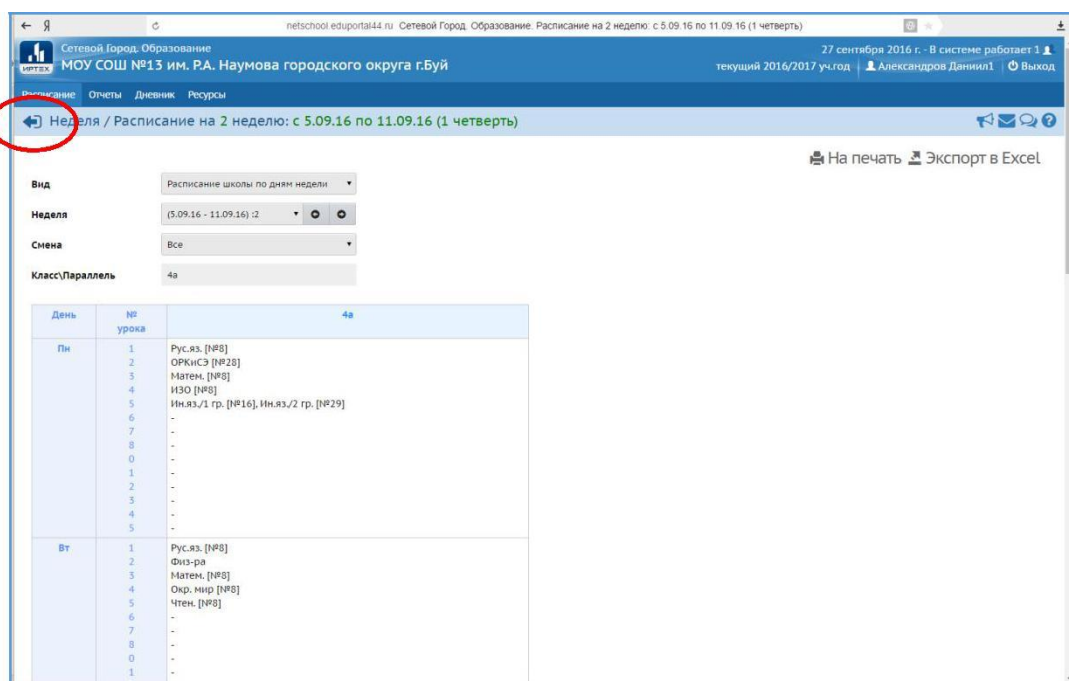 ← Я netschool.eduportal44.ru Сетевой Город. Образование. Расписание на 2 неделю: с 5.09.16 по 11.09.16 (1 четверть)
Сетевой Город. Образование
27 сентября 2016 г. - В системе работает 1
ИРТЕХ
МОУ СОШ №13 им. Р.А. Наумова городского округа г.Буй
текущий 2016/2017 уч.год Александров Даниил1 Выход
Расписание Отчеты Дневник Ресурсы
Неделя / Расписание на 2 неделю: с 5.09.16 по 11.09.16 (1 четверть)
На печать Экспорт в Excel
Вид Расписание школы по дням недели
Неделя (5.09.16 - 11.09.16) :2
Смена Все
Класс\Параллель 4а
День № урока 4а
Пн 1 Рус.яз. [№8]
2 ОРКиСЭ [№28]
3 Матем. [№8]
4 ИЗО [№8]
5 Ин.яз./1 гр. [№16], Ин.яз./2 гр. [№29]
6 -
7 -
8 -
0 -
1 -
2 -
3 -
4 -
5 -
Вт 1 Рус.яз. [№8]
2 Физ-ра
3 Матем. [№8]
4 Окр. мир [№8]
5 Чтен. [№8]
6 -
7 -
8 -
0 -
1 -